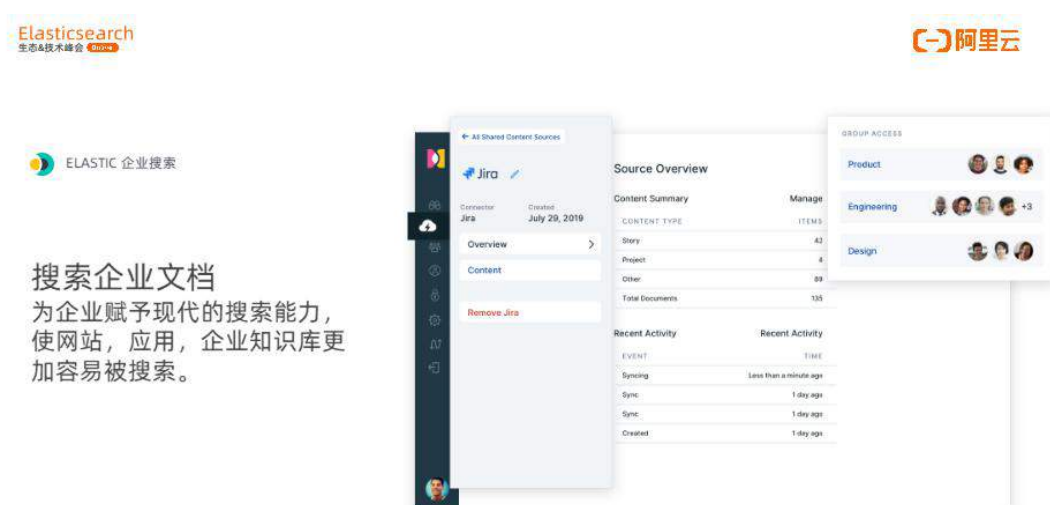 Elasticsearch
生态&技术峰会
阿里云
ELASTIC 企业搜索
搜索企业文档
为企业赋予现代的搜索能力，
使网站，应用，企业知识库更
加容易被搜索。
← All Shared Content Sources
Jira
Connector Created
Jira July 29, 2019
Overview
Content
Remove Jira
Source Overview
Content Summary Manage
CONTENT TYPE ITEMS
Story 42
Project 4
Other 89
Total Documents 135
Recent Activity Recent Activity
EVENT TIME
Syncing Less than a minute ago
Sync 1 day ago
Sync 1 day ago
Created 1 day ago
GROUP ACCESS
Product
Engineering +3
Design